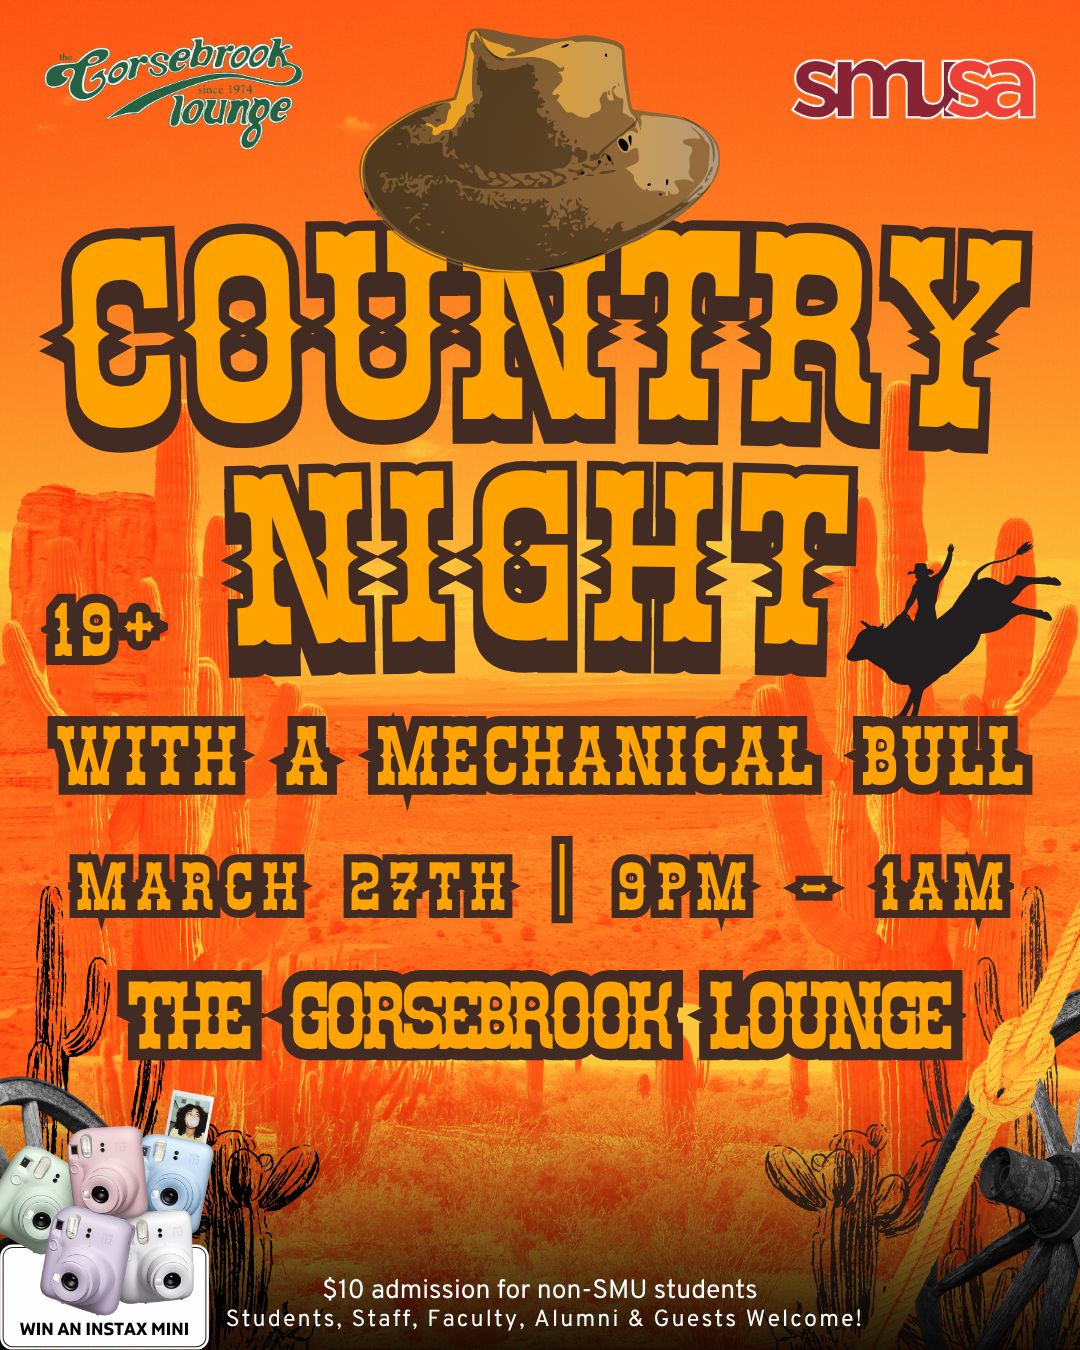 the Gorsebrook
since 1974
lounge
smusa
COUNTRY
NIGHT
19+
WITH A MECHANICAL BULL
MARCH 27TH | 9PM - 1AM
THE GORSEBROOK LOUNGE
WIN AN INSTAX MINI
$10 admission for non-SMU students
Students, Staff, Faculty, Alumni & Guests Welcome!